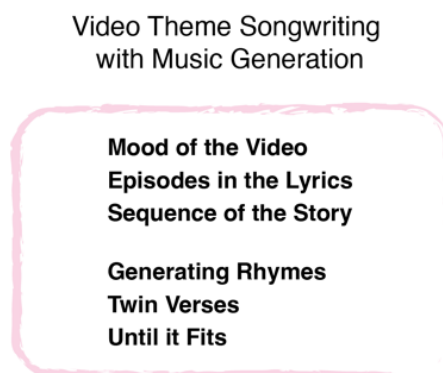 Video Theme Songwriting
with Music Generation
Mood of the Video
Episodes in the Lyrics
Sequence of the Story
Generating Rhymes
Twin Verses
Until it Fits